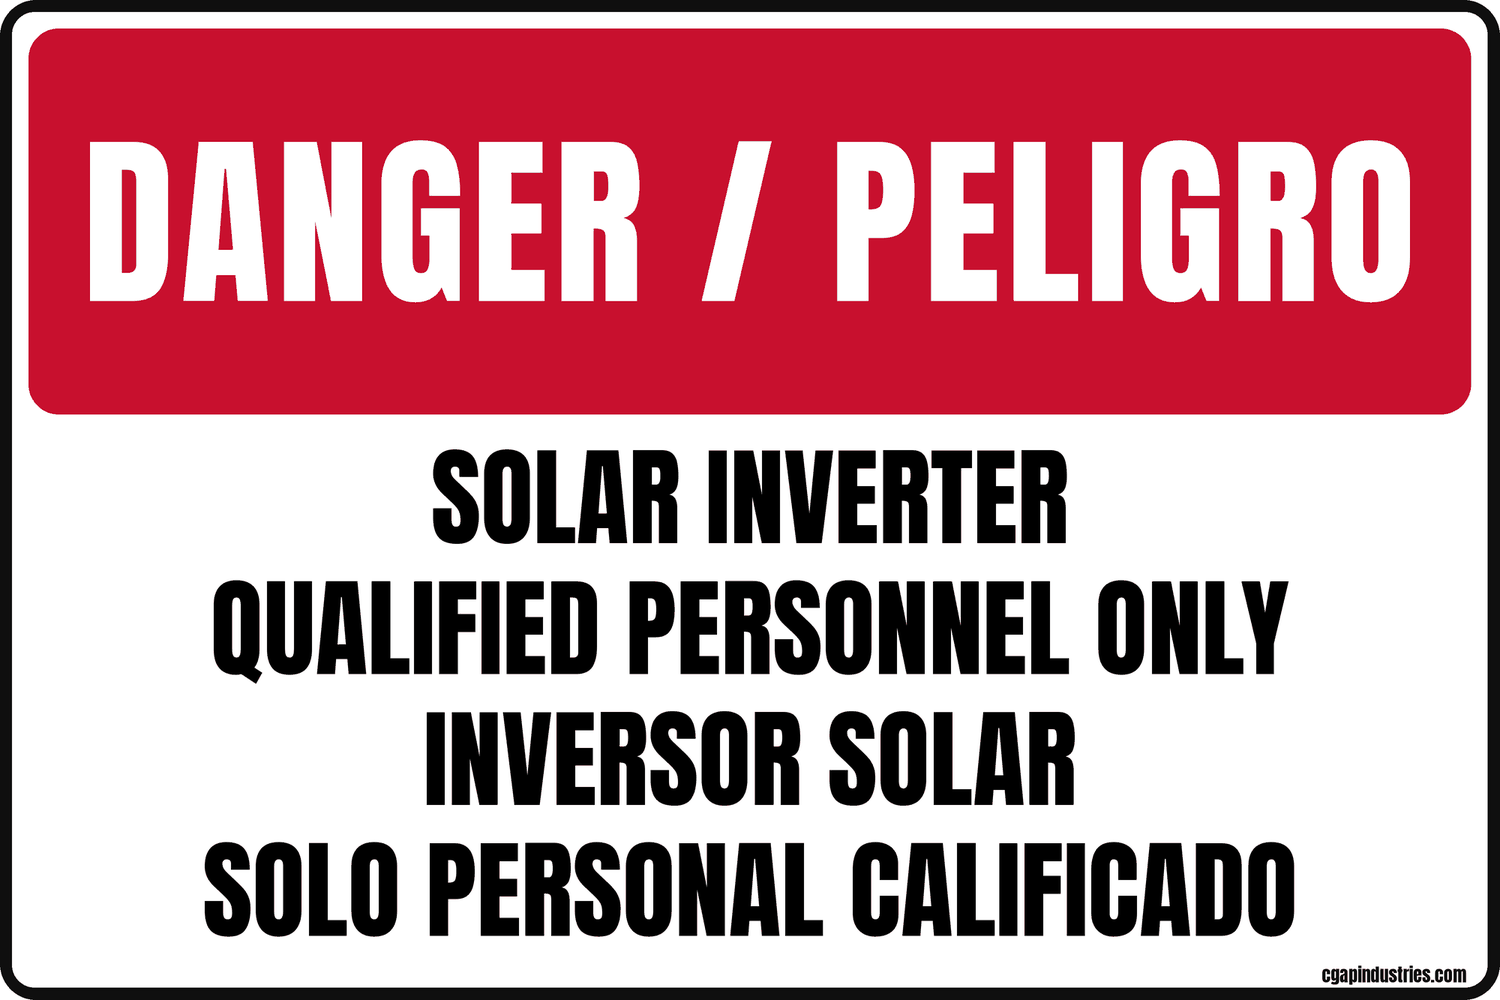 DANGER / PELIGRO
SOLAR INVERTER
QUALIFIED PERSONNEL ONLY
INVERSOR SOLAR
SOLO PERSONAL CALIFICADO
cgapindustries.com